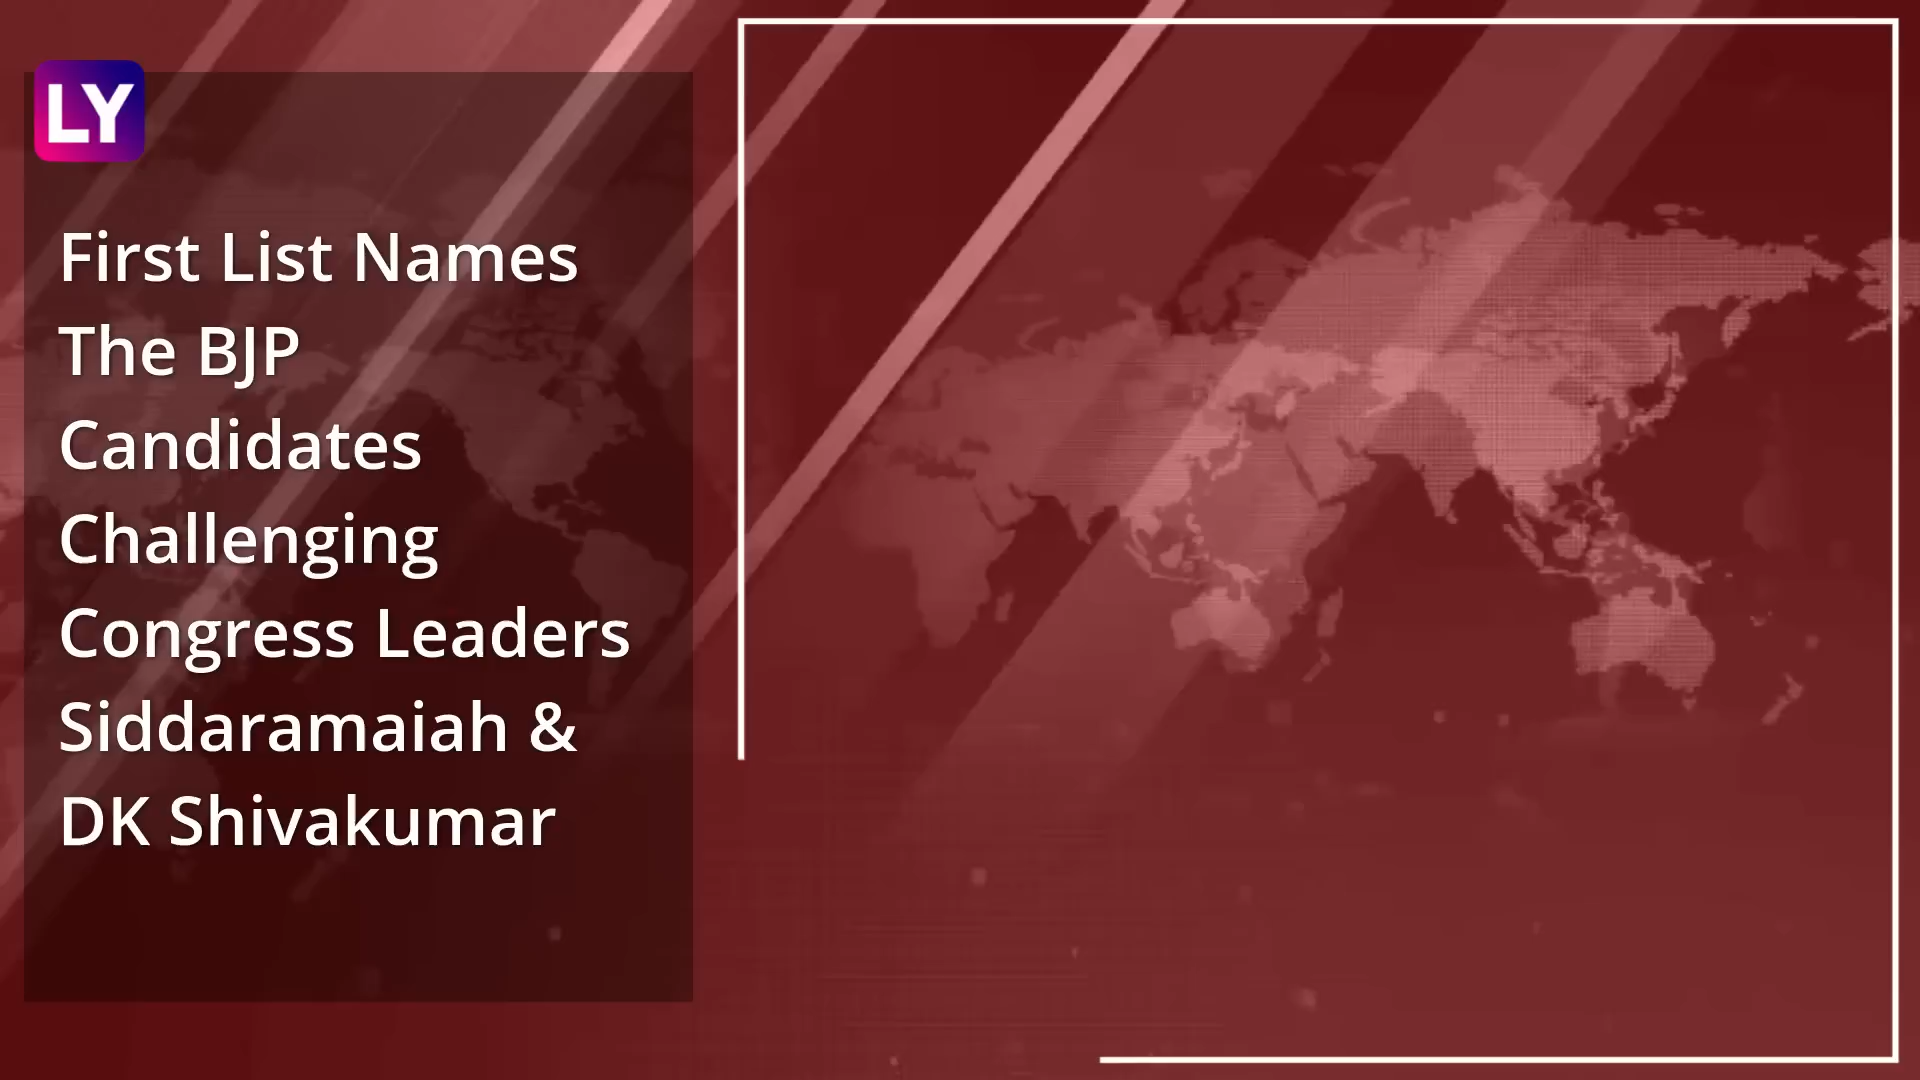 LY
First List Names
The BJP
Candidates
Challenging
Congress Leaders
Siddaramaiah &
DK Shivakumar